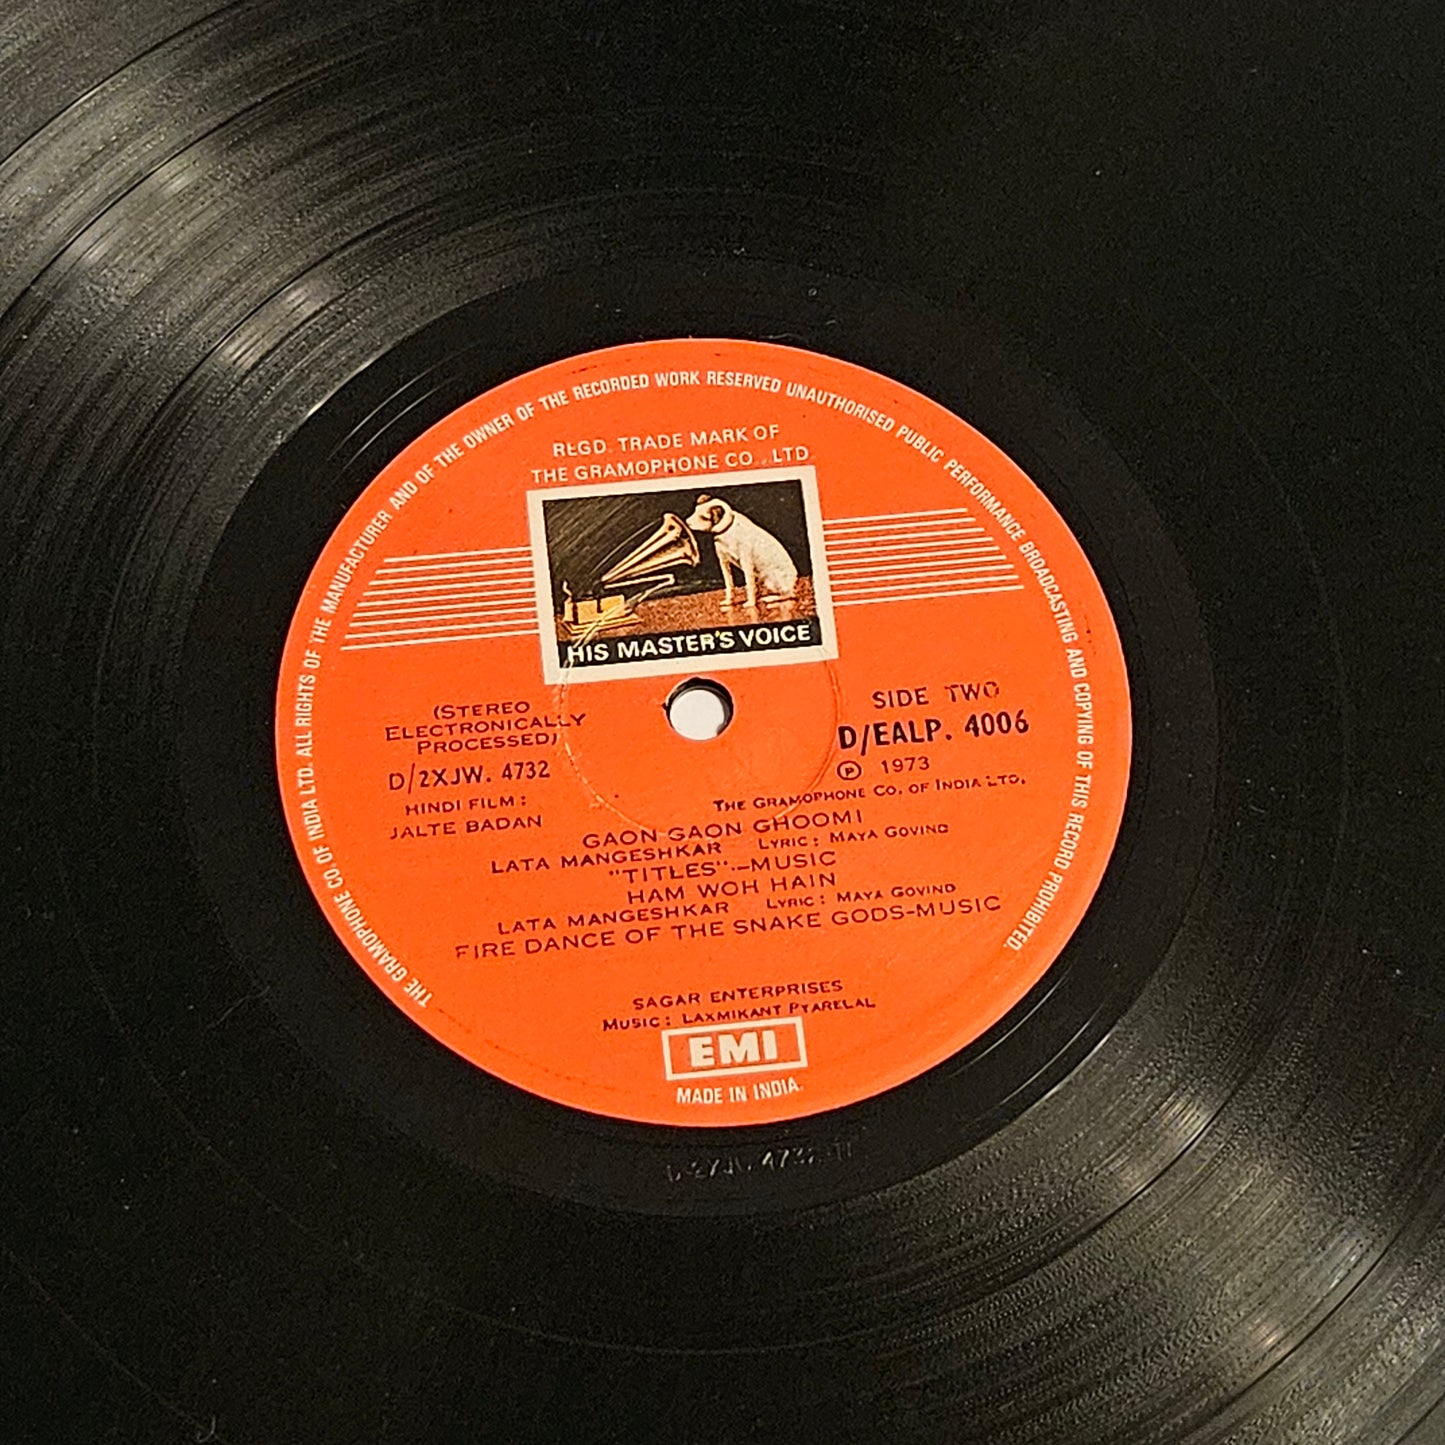 THE GRAMOPHONE CO. OF INDIA LTD. ALL RIGHTS OF THE MANUFACTURER AND OF THE OWNER OF THE RECORDED WORK RESERVED UNAUTHORISED PUBLIC PERFORMANCE BROADCASTING AND COPYING OF THIS RECORD PROHIBITED.
REGD. TRADE MARK OF
THE GRAMOPHONE CO. LTD.
HIS MASTER'S VOICE
(STEREO
ELECTRONICALLY
PROCESSED)
D/2XJW. 4732
HINDI FILM:
JALTE BADAN
SIDE TWO
D/EALP. 4006
Ⓟ 1973
THE GRAMOPHONE CO. OF INDIA LTD.
GAON GAON GHOOMI
LATA MANGESHKAR LYRIC: MAYA GOVIND
"TITLES".-MUSIC
HAM WOH HAIN
LATA MANGESHKAR LYRIC: MAYA GOVIND
FIRE DANCE OF THE SNAKE GODS-MUSIC
SAGAR ENTERPRISES
MUSIC: LAXMIKANT PYARELAL
EMI
MADE IN INDIA.